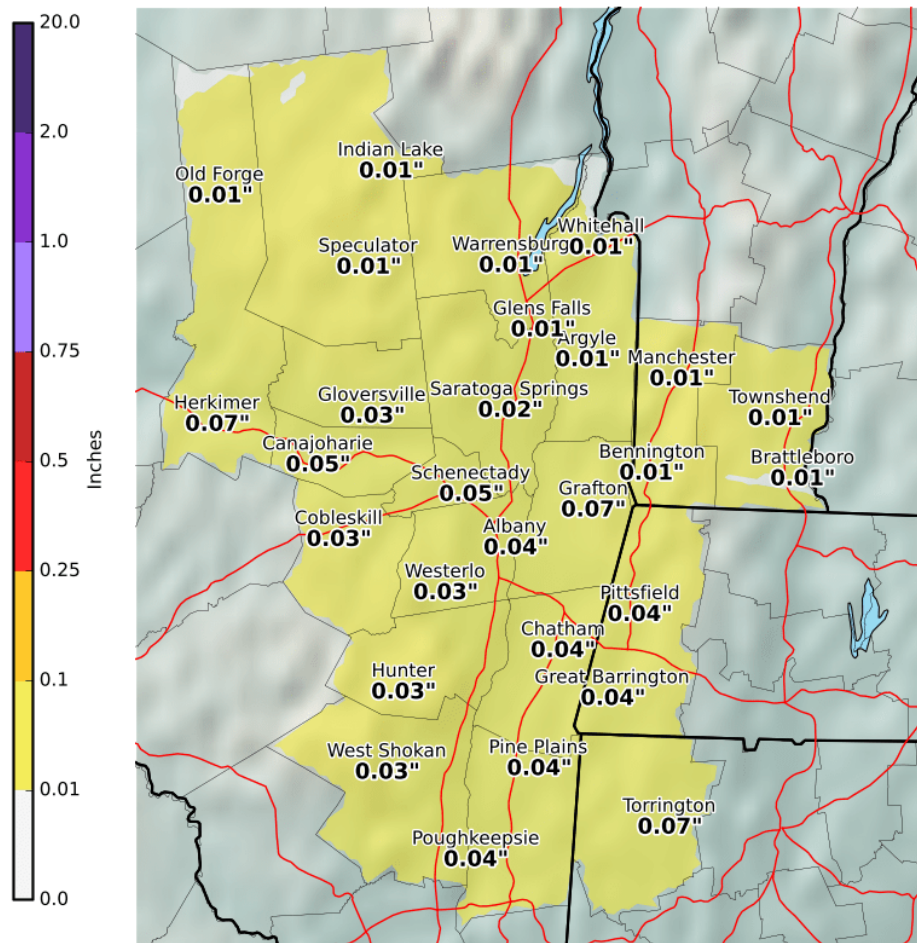 20.0
2.0
1.0
0.75
0.5
0.25
0.1
0.01
0.0
Inches
Indian Lake
0.01"
Old Forge
0.01"
Whitehall
0.01"
Speculator
0.01"
Warrensburg
0.01"
Glens Falls
0.01"
Argyle
0.01"
Manchester
0.01"
Gloversville
0.03"
Saratoga Springs
0.02"
Townshend
0.01"
Herkimer
0.07"
Canajoharie
0.05"
Bennington
0.01"
Brattleboro
0.01"
Schenectady
0.05"
Grafton
0.07"
Cobleskill
0.03"
Albany
0.04"
Westerlo
0.03"
Pittsfield
0.04"
Chatham
0.04"
Hunter
0.03"
Great Barrington
0.04"
West Shokan
0.03"
Pine Plains
0.04"
Torrington
0.07"
Poughkeepsie
0.04"